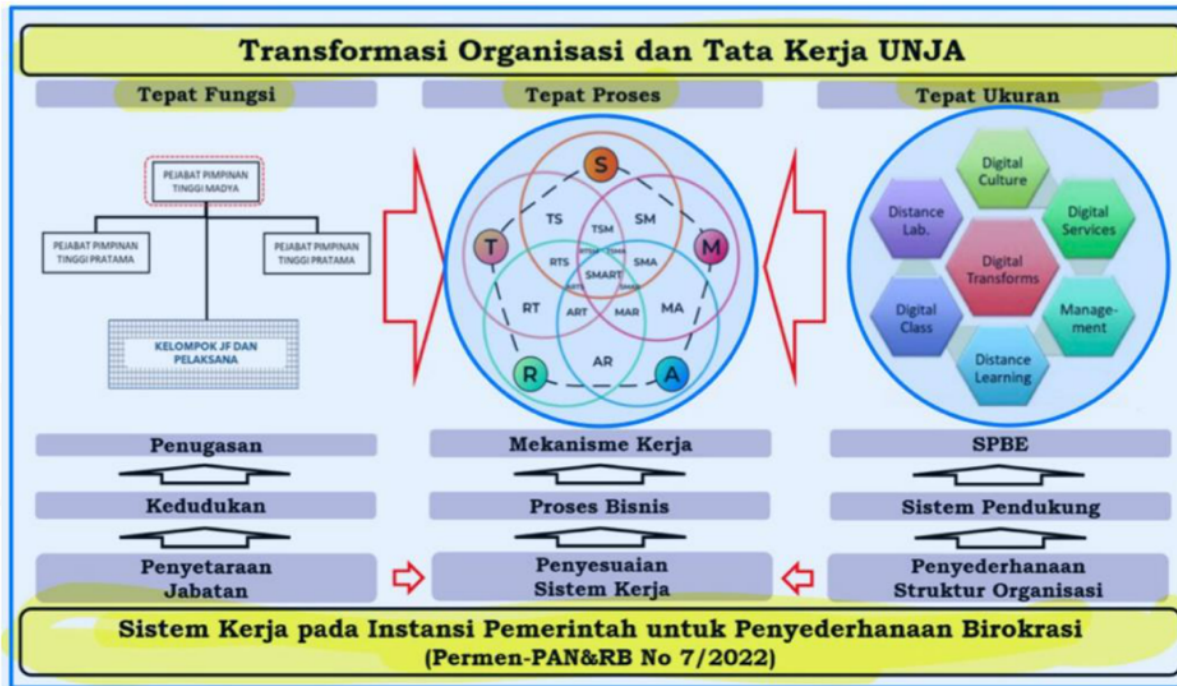 Transformasi Organisasi dan Tata Kerja UNJA
Tepat Fungsi
Tepat Proses
Tepat Ukuran
PEJABAT PIMPINAN
TINGGI MADYA
PEJABAT PIMPINAN
TINGGI PRATAMA
PEJABAT PIMPINAN
TINGGI PRATAMA
KELOMPOK JF DAN
PELAKSANA
S
TS
SM
TSM
T
M
RTS
SMA
SMART
RT
ART
MAR
MA
AR
R
A
Digital
Culture
Distance
Lab.
Digital
Services
Digital
Transforms
Digital
Class
Manage-
ment
Distance
Learning
Penugasan
Mekanisme Kerja
SPBE
Kedudukan
Proses Bisnis
Sistem Pendukung
Penyetaraan
Jabatan
Penyesuaian
Sistem Kerja
Penyederhanaan
Struktur Organisasi
Sistem Kerja pada Instansi Pemerintah untuk Penyederhanaan Birokrasi
(Permen-PAN&RB No 7/2022)